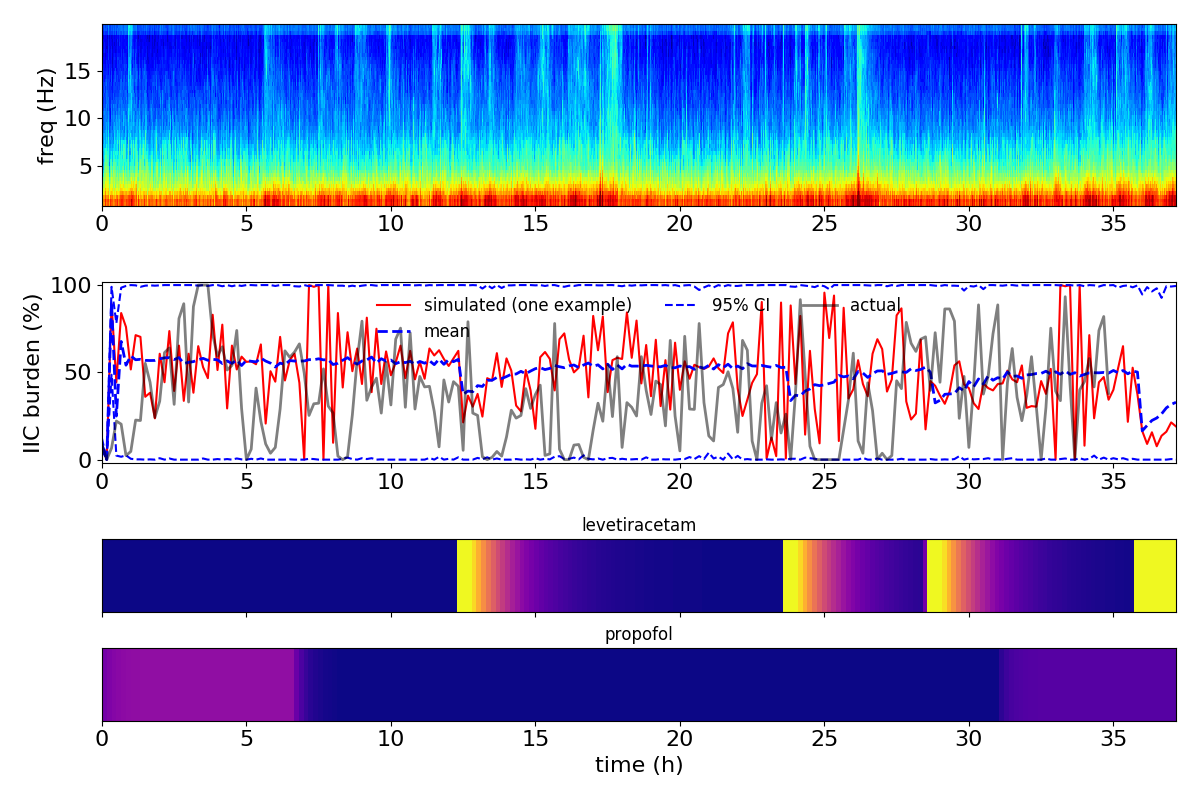 freq (Hz)
15
10
5
0 5 10 15 20 25 30 35
IIC burden (%)
100
50
0
simulated (one example) 95% CI actual
mean
0 5 10 15 20 25 30 35
levetiracetam
propofol
0 5 10 15 20 25 30 35
time (h)